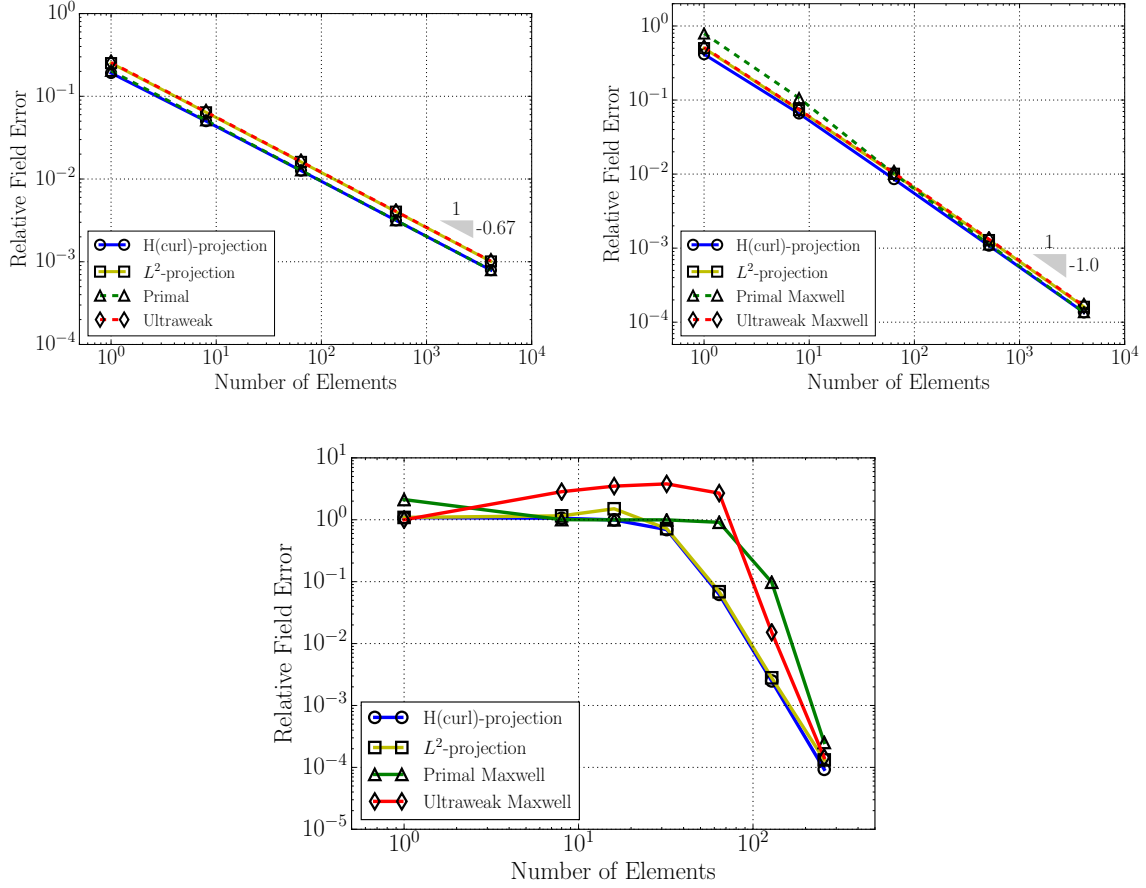 Relative Field Error
10^0
10^{-1}
10^{-2}
10^{-3}
10^{-4}
1
-0.67
H(curl)-projection
L^2-projection
Primal
Ultraweak
10^0 10^1 10^2 10^3 10^4
Number of Elements
Relative Field Error
10^0
10^{-1}
10^{-2}
10^{-3}
10^{-4}
1
-1.0
H(curl)-projection
L^2-projection
Primal Maxwell
Ultraweak Maxwell
10^0 10^1 10^2 10^3 10^4
Number of Elements
Relative Field Error
10^1
10^0
10^{-1}
10^{-2}
10^{-3}
10^{-4}
10^{-5}
H(curl)-projection
L^2-projection
Primal Maxwell
Ultraweak Maxwell
10^0 10^1 10^2
Number of Elements